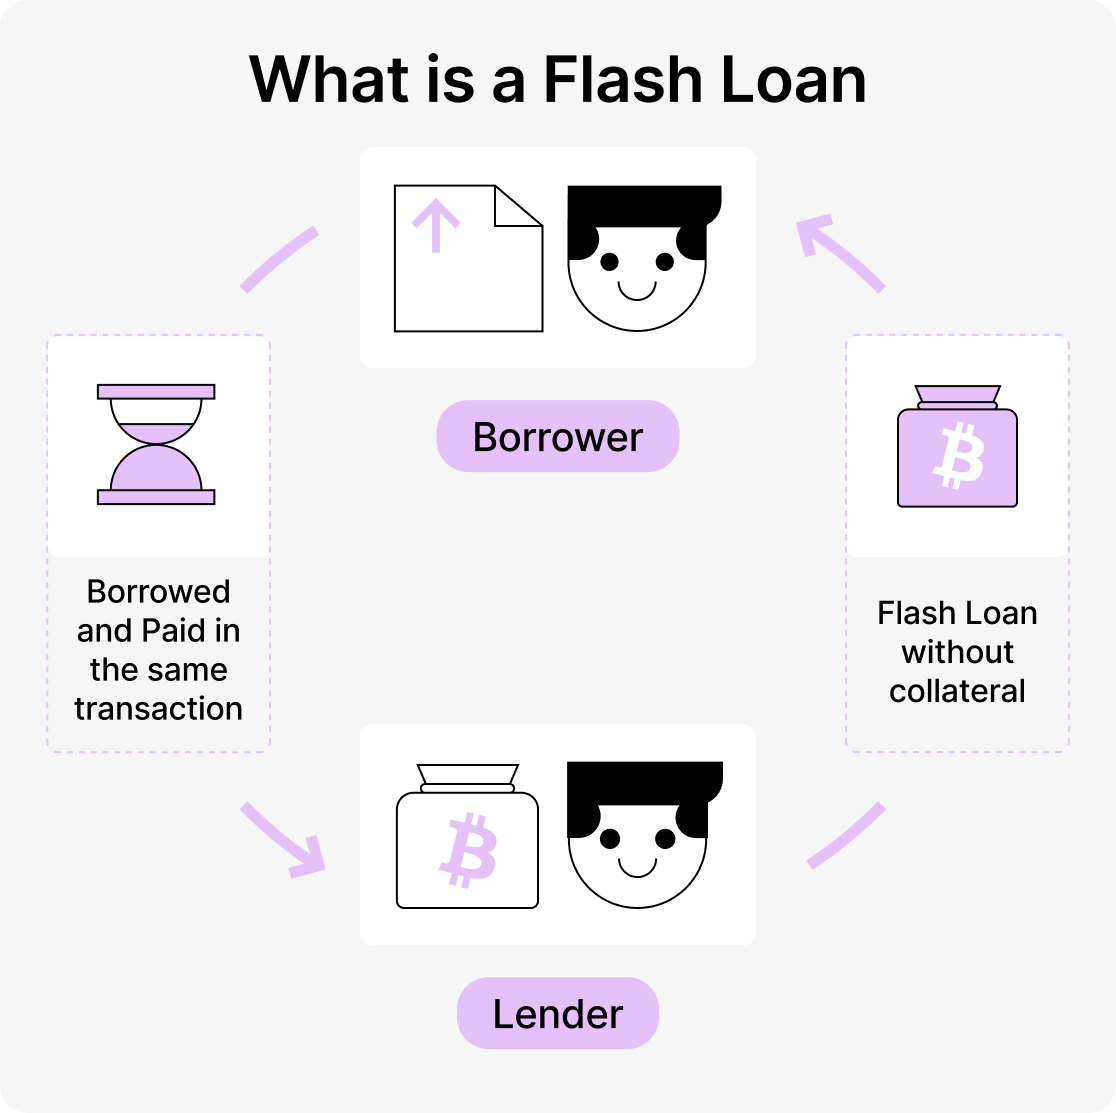 What is a Flash Loan
Borrower
Borrowed
and Paid in
the same
transaction
Flash Loan
without
collateral
Lender